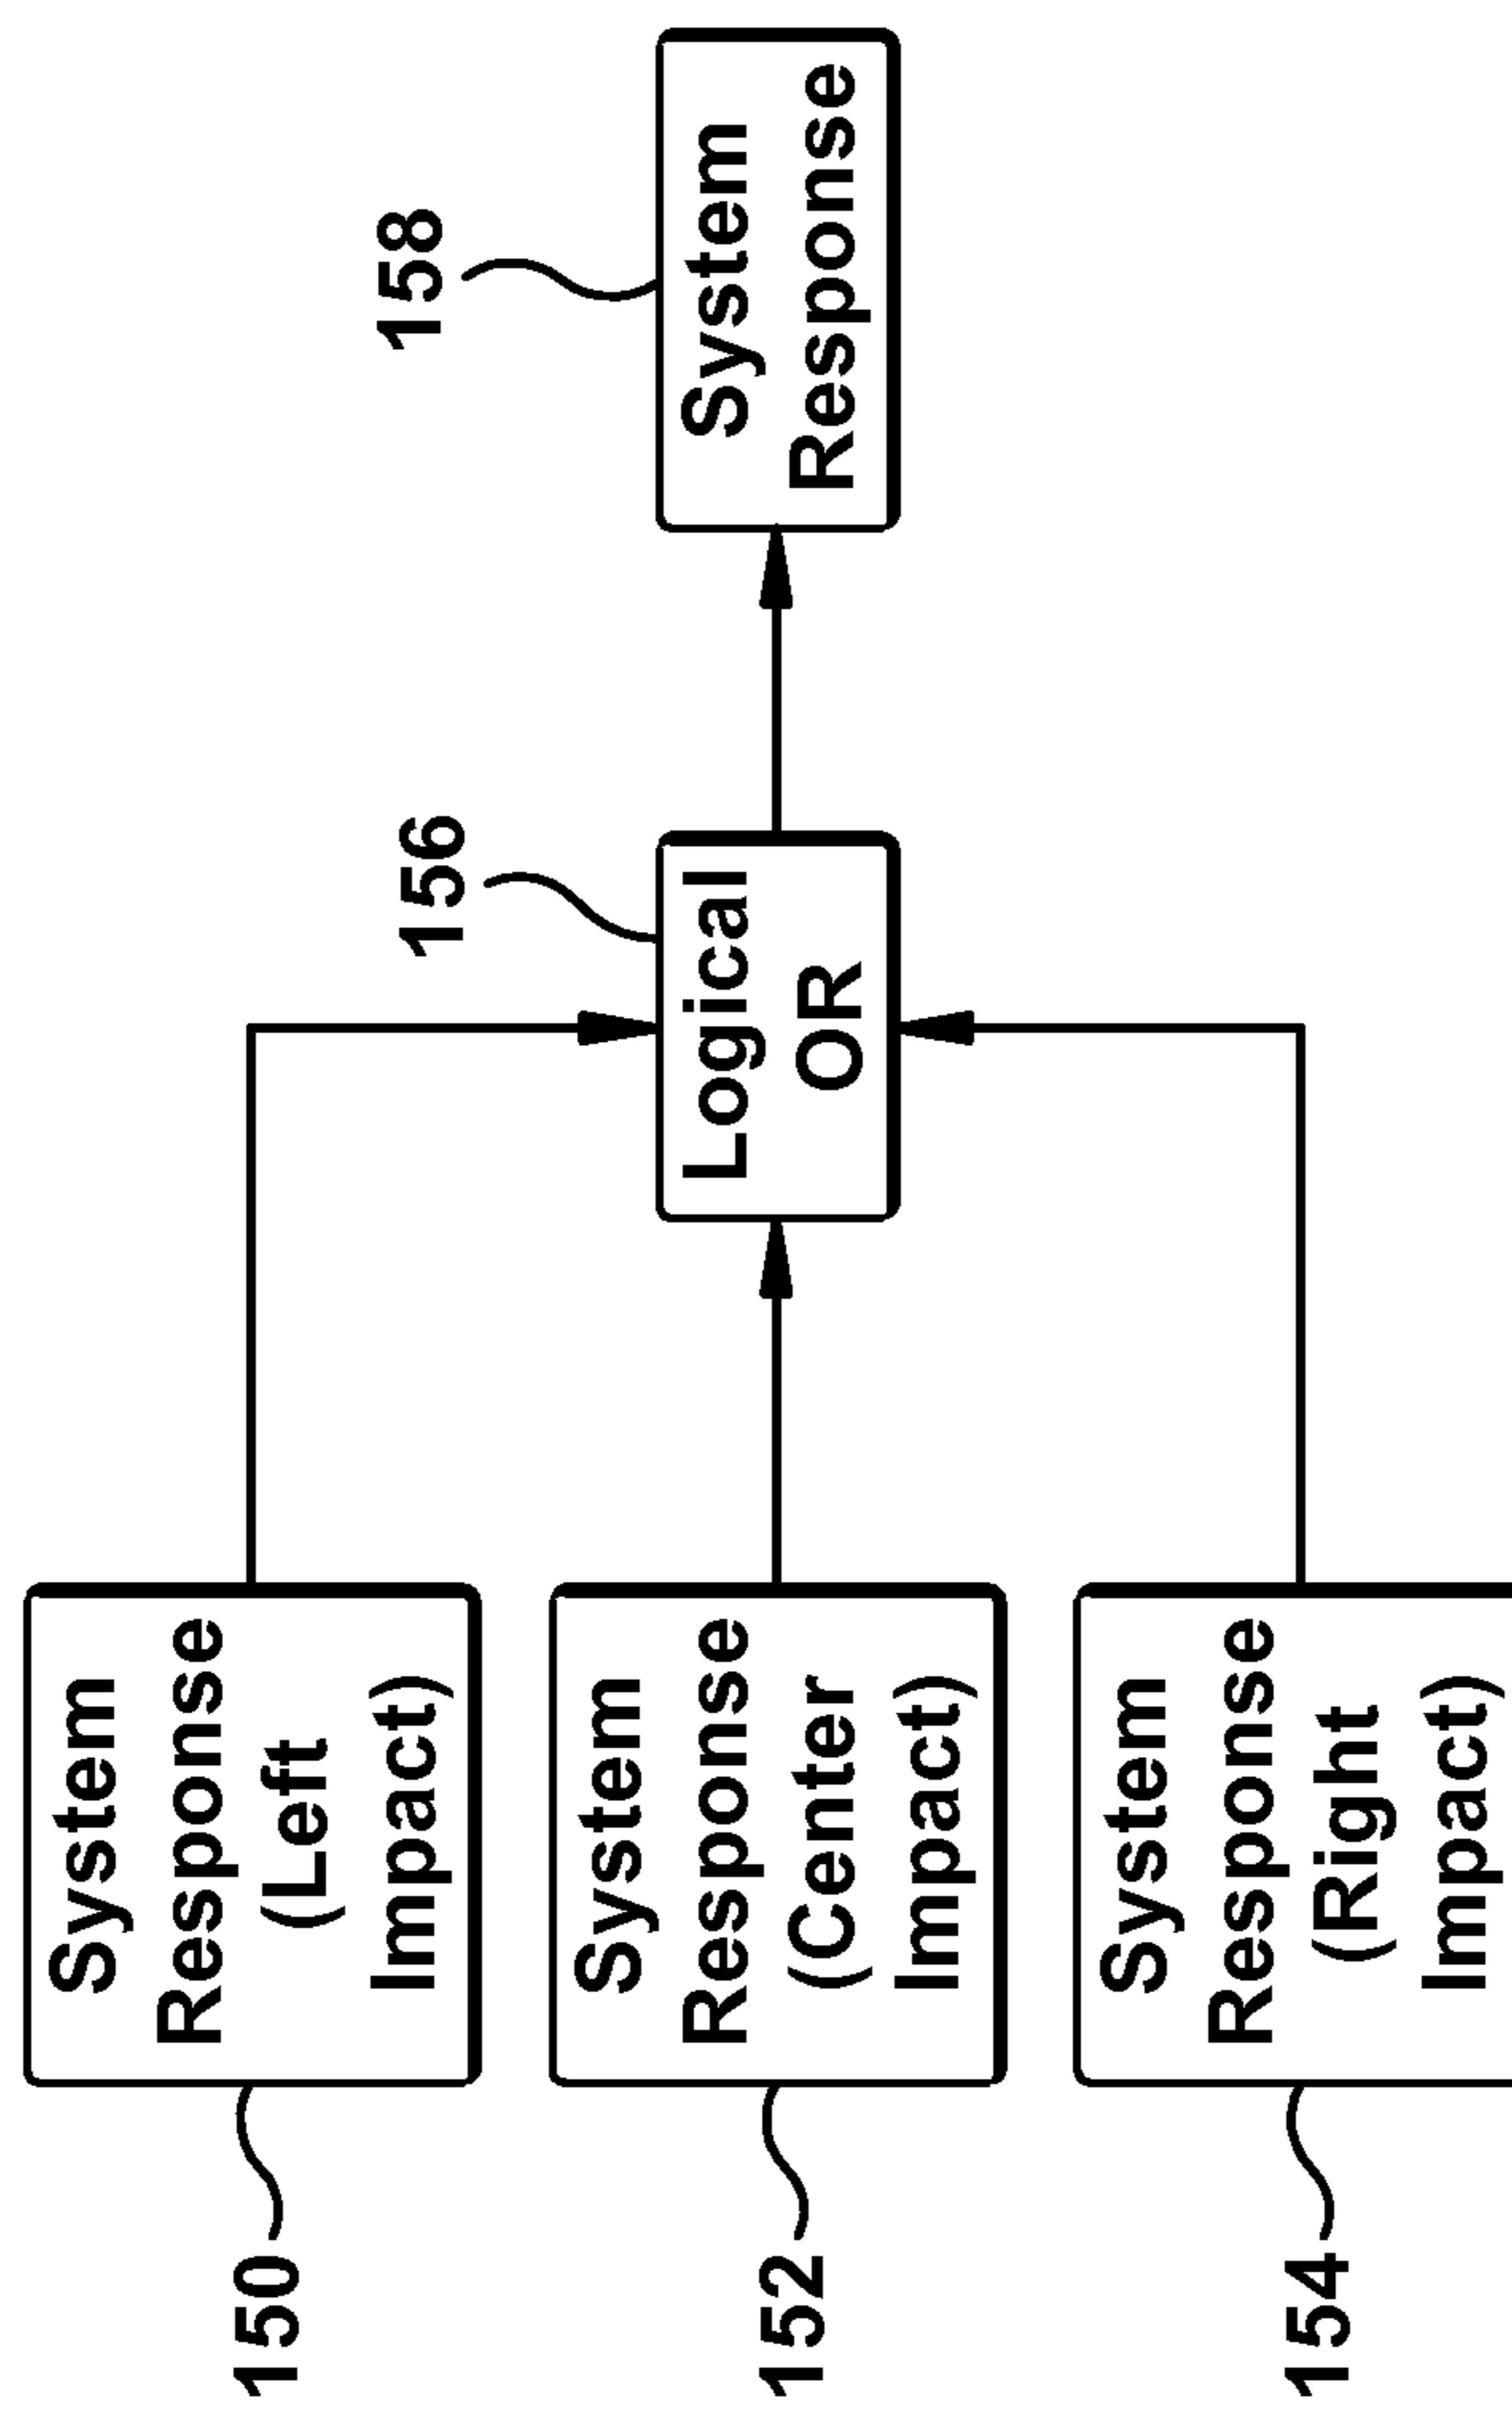 150
System
Response
(Left
Impact)
152
System
Response
(Center
Impact)
154
System
Response
(Right
Impact)
156
Logical
OR
158
System
Response